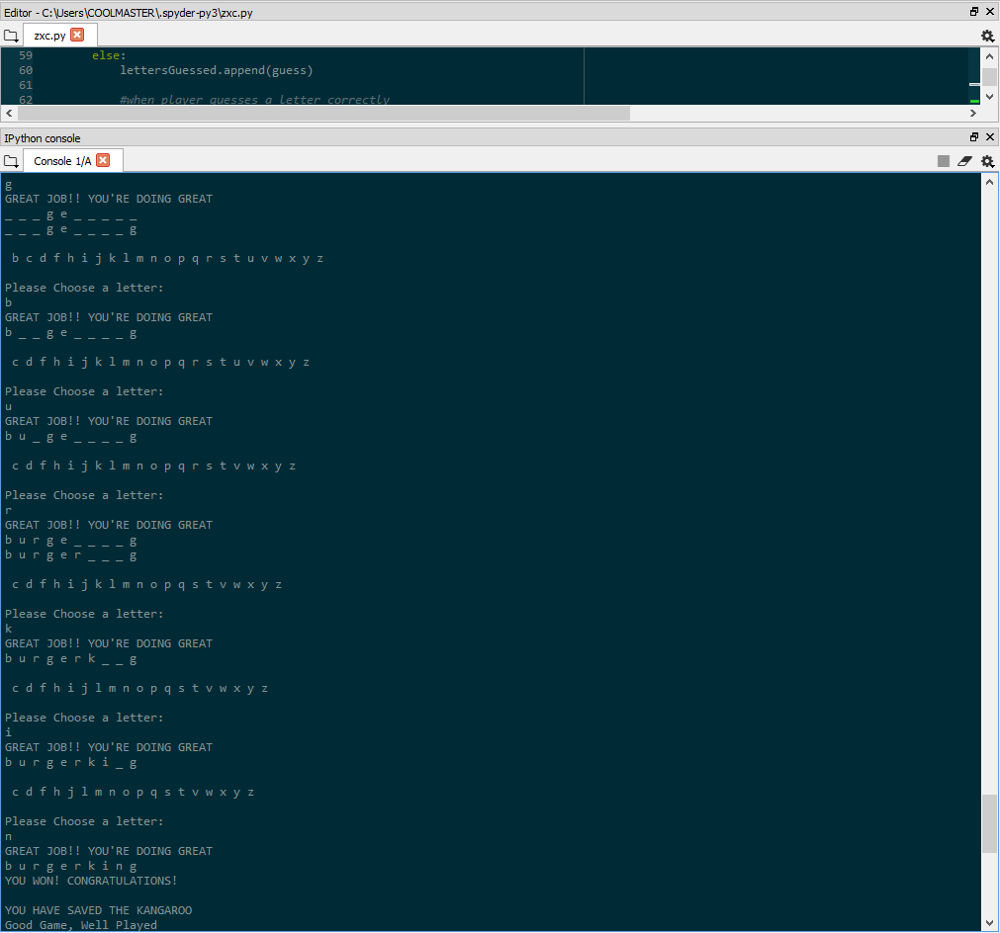 Editor - C:\Users\COOLMASTER\.spyder-py3\zxc.py
zxc.py
59 else:
60 lettersGuessed.append(guess)
61
62 #when player guesses a letter correctly
IPython console
Console 1/A
g
GREAT JOB!! YOU'RE DOING GREAT
_ _ _ g e _ _ _ _ _
_ _ _ g e _ _ _ _ g
b c d f h i j k l m n o p q r s t u v w x y z
Please Choose a letter:
b
GREAT JOB!! YOU'RE DOING GREAT
b _ _ g e _ _ _ _ g
c d f h i j k l m n o p q r s t u v w x y z
Please Choose a letter:
u
GREAT JOB!! YOU'RE DOING GREAT
b u _ g e _ _ _ _ g
c d f h i j k l m n o p q r s t v w x y z
Please Choose a letter:
r
GREAT JOB!! YOU'RE DOING GREAT
b u r g e _ _ _ _ g
b u r g e r _ _ _ g
c d f h i j k l m n o p q s t v w x y z
Please Choose a letter:
k
GREAT JOB!! YOU'RE DOING GREAT
b u r g e r k _ _ g
c d f h i j l m n o p q s t v w x y z
Please Choose a letter:
i
GREAT JOB!! YOU'RE DOING GREAT
b u r g e r k i _ g
c d f h j l m n o p q s t v w x y z
Please Choose a letter:
n
GREAT JOB!! YOU'RE DOING GREAT
b u r g e r k i n g
YOU WON! CONGRATULATIONS!
YOU HAVE SAVED THE KANGAROO
Good Game, Well Played